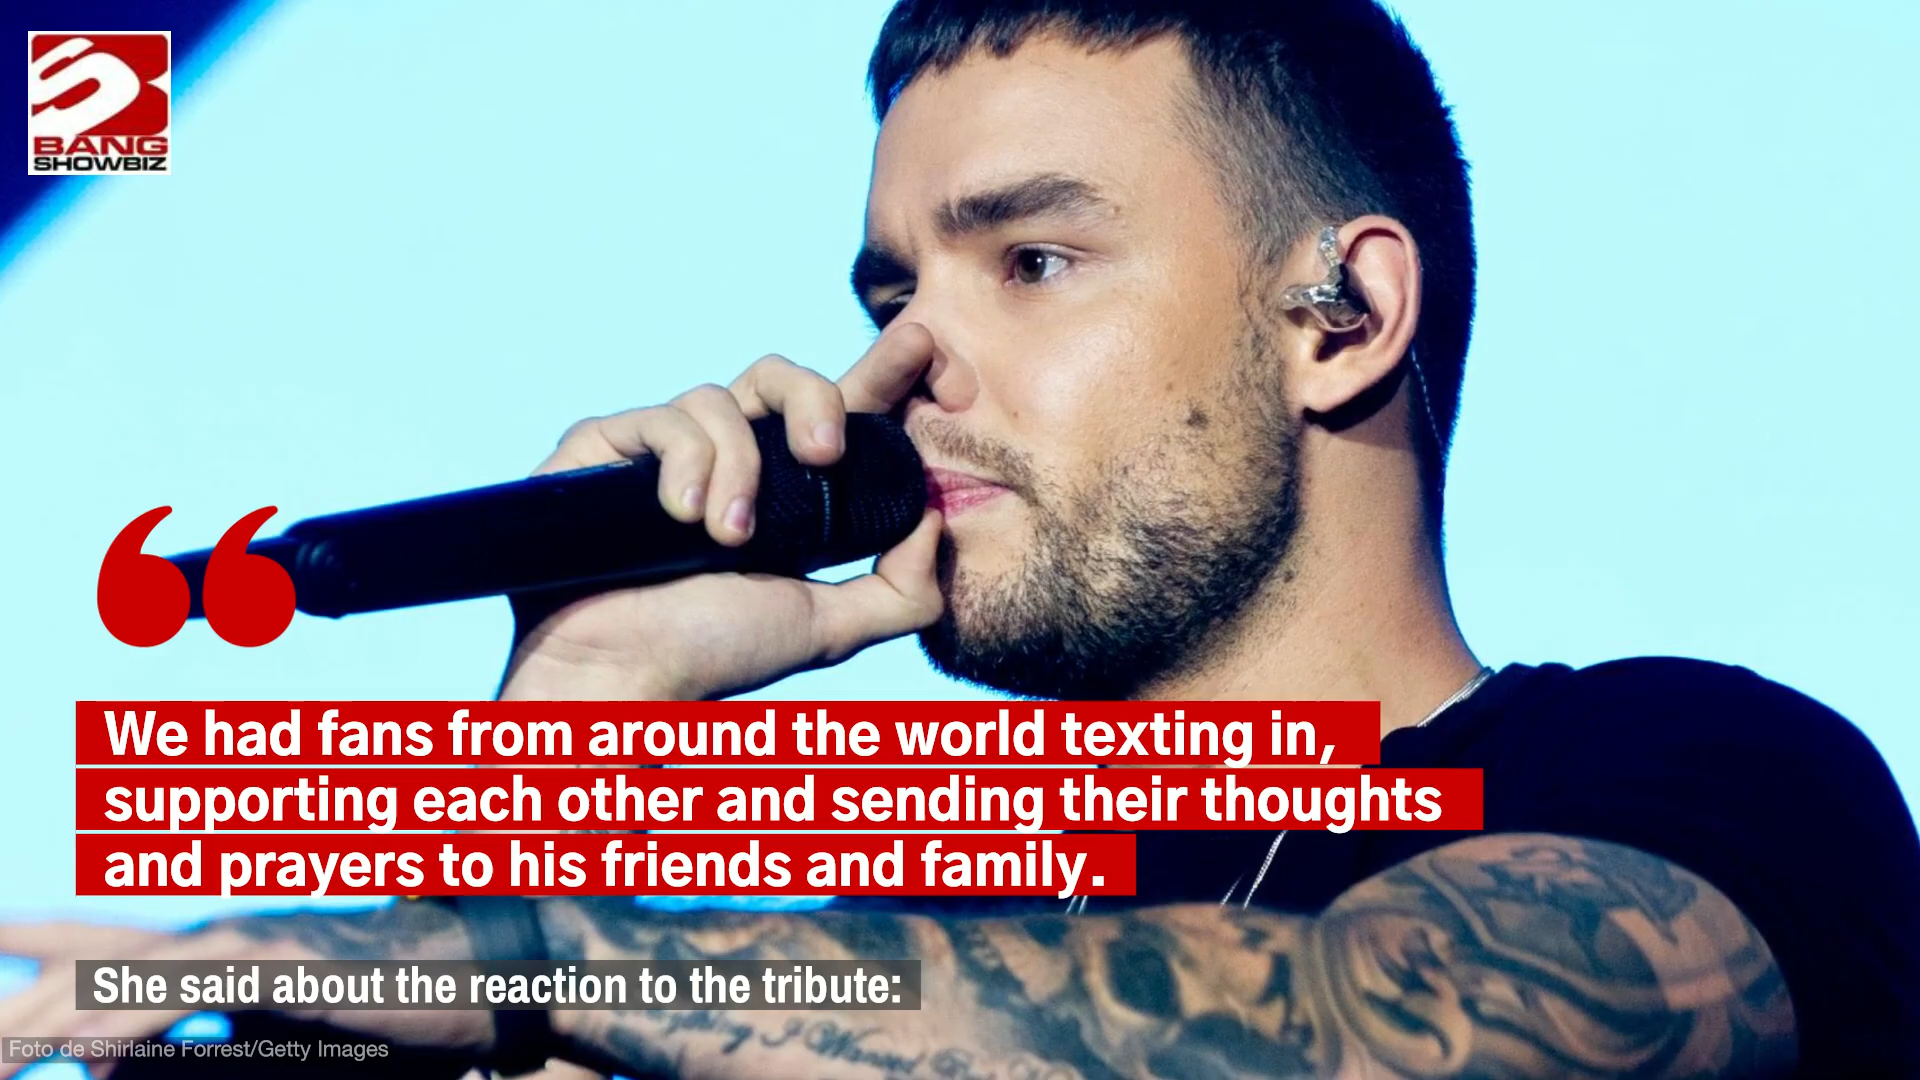 BANG
SHOWBIZ
We had fans from around the world texting in,
supporting each other and sending their thoughts
and prayers to his friends and family.
She said about the reaction to the tribute:
I Wanted
Foto de Shirlaine Forrest/Getty Images